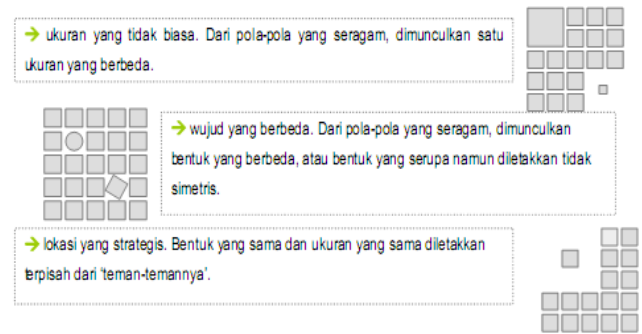 → ukuran yang tidak biasa. Dari pola-pola yang seragam, dimunculkan satu
ukuran yang berbeda.
→ wujud yang berbeda. Dari pola-pola yang seragam, dimunculkan
bentuk yang berbeda, atau bentuk yang serupa namun diletakkan tidak
simetris.
→ lokasi yang strategis. Bentuk yang sama dan ukuran yang sama diletakkan
terpisah dari 'teman-temannya'.